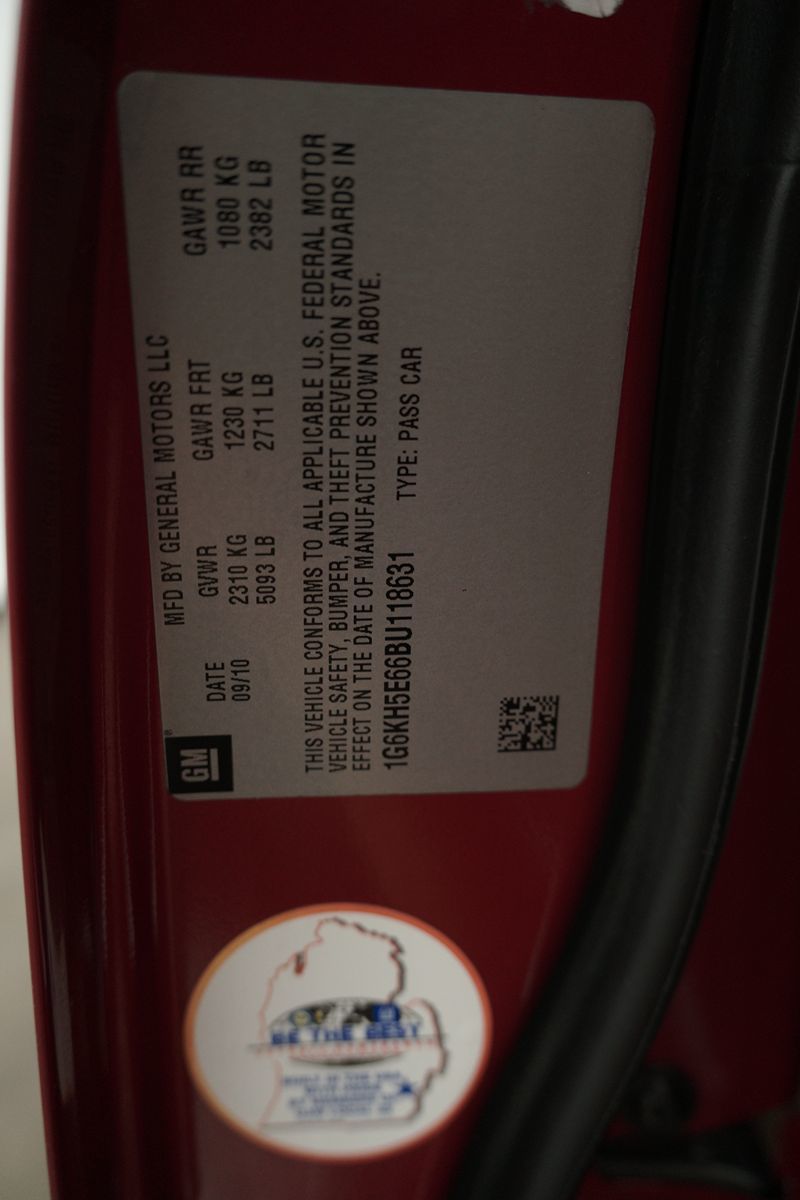 GM
MFD BY GENERAL MOTORS LLC
DATE GVWR GAWR FRT GAWR RR
09/10 2310 KG 1230 KG 1080 KG
5093 LB 2711 LB 2382 LB
THIS VEHICLE CONFORMS TO ALL APPLICABLE U.S. FEDERAL MOTOR
VEHICLE SAFETY, BUMPER, AND THEFT PREVENTION STANDARDS IN
EFFECT ON THE DATE OF MANUFACTURE SHOWN ABOVE.
1G6KH5E66BU118631 TYPE: PASS CAR
BE THE BEST